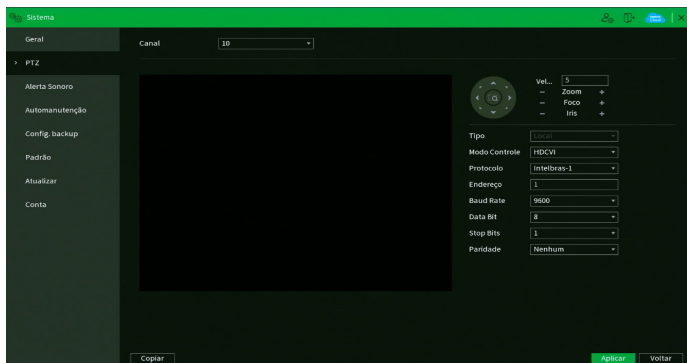 Sistema
Geral
PTZ
Alerta Sonoro
Automanutenção
Config. backup
Padrão
Atualizar
Conta
Canal 10
Vel... 5
− Zoom +
− Foco +
− Iris +
Tipo Local
Modo Controle HDCVI
Protocolo Intelbras-1
Endereço 1
Baud Rate 9600
Data Bit 8
Stop Bits 1
Paridade Nenhum
Copiar
Aplicar
Voltar